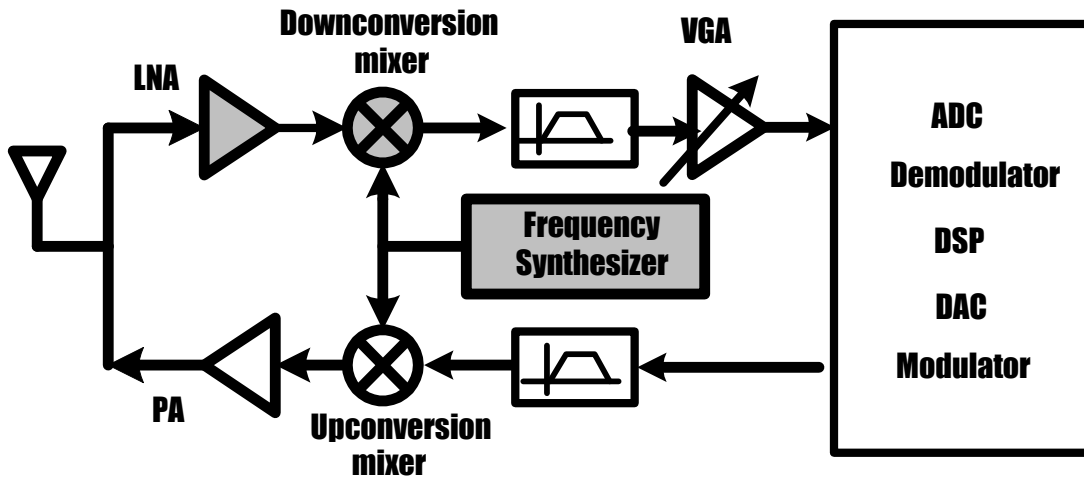 Downconversion
mixer
VGA
LNA
ADC
Demodulator
Frequency
Synthesizer
DSP
DAC
Modulator
PA
Upconversion
mixer